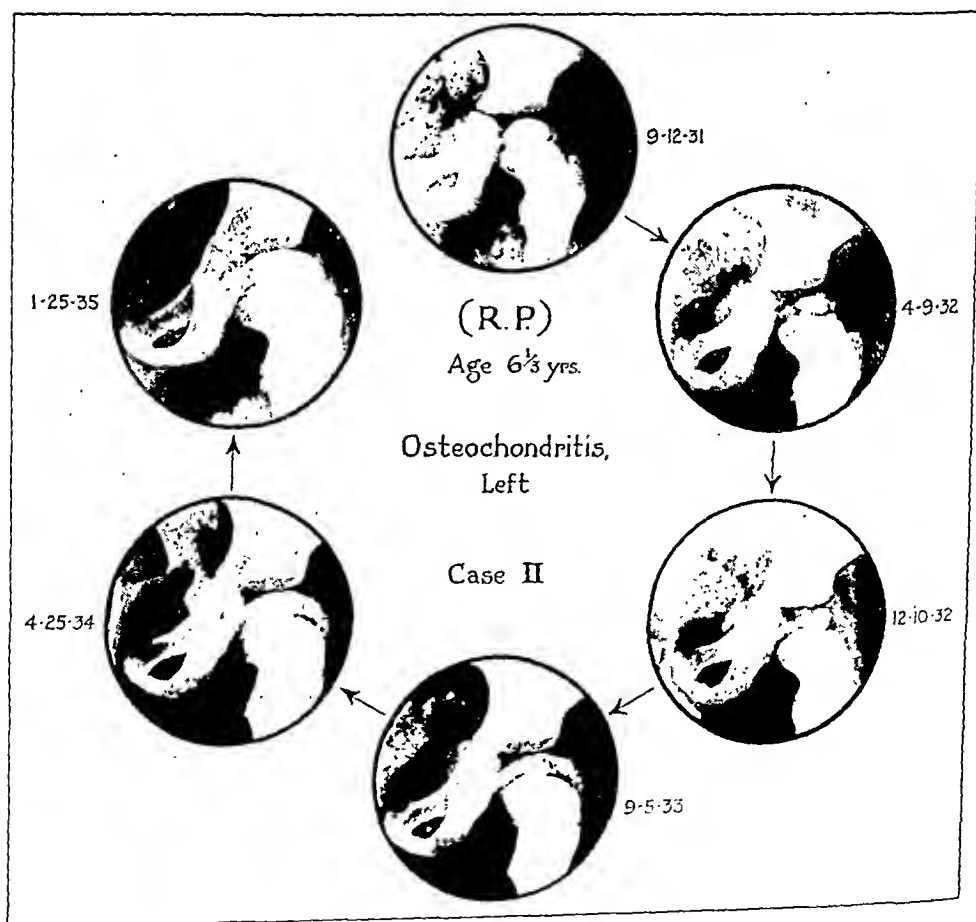 9-12-31
1-25-35
(R.P.)
4-9-32
Age 6⅓ yrs.
Osteochondritis,
Left
Case II
4-25-34
12-10-32
9-5-33